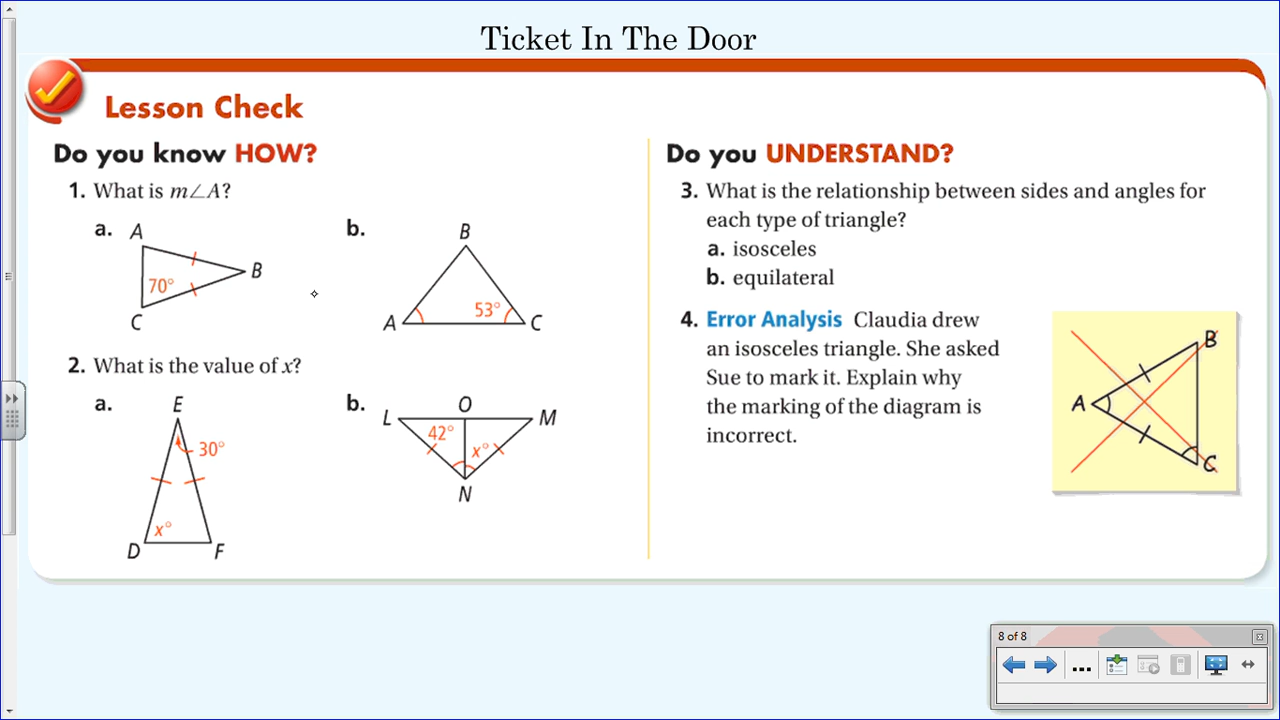 Ticket In The Door
Lesson Check
Do you know HOW?
1. What is m∠A?
a.
A
B
70°
C
b.
B
53°
A
C
2. What is the value of x?
a.
E
30°
x°
D
F
b.
L
O
M
42°
x°
N
Do you UNDERSTAND?
3. What is the relationship between sides and angles for
each type of triangle?
a. isosceles
b. equilateral
4. Error Analysis Claudia drew
an isosceles triangle. She asked
Sue to mark it. Explain why
the marking of the diagram is
incorrect.
B
A
C
8 of 8
...